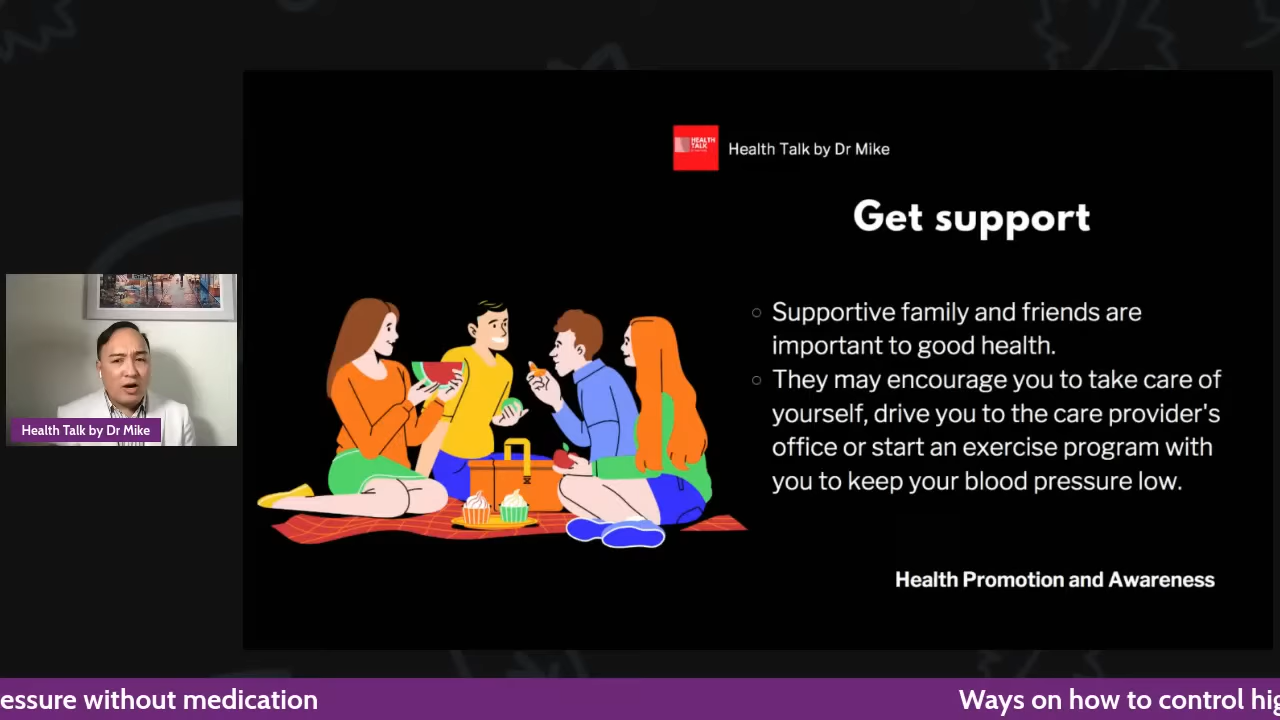 HEALTH
TALK
Health Talk by Dr Mike
Get support
Supportive family and friends are
important to good health.
They may encourage you to take care of
yourself, drive you to the care provider's
office or start an exercise program with
you to keep your blood pressure low.
Health Talk by Dr Mike
Health Promotion and Awareness
essure without medication
Ways on how to control hig